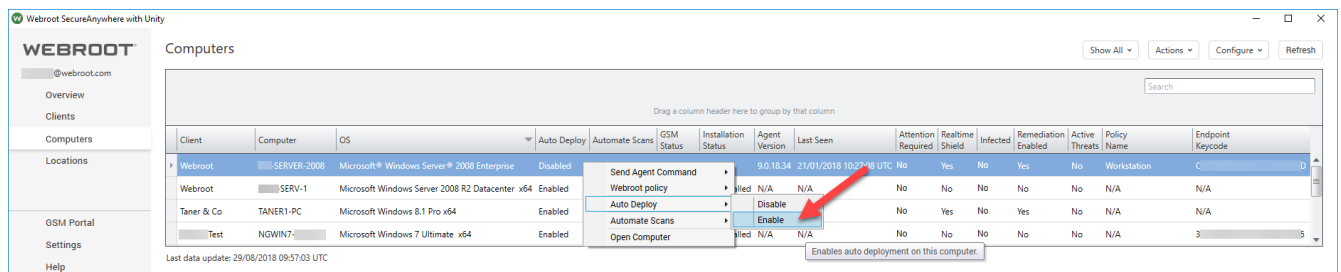 Webroot SecureAnywhere with Unity
WEBROOT
@webroot.com
Overview
Clients
Computers
Locations
GSM Portal
Settings
Help
Computers
Show All Actions Configure Refresh
Search
Drag a column header here to group by that column
Client Computer OS Auto Deploy Automate Scans GSM Status Installation Status Agent Version Last Seen Attention Required Realtime Shield Infected Remediation Enabled Active Threats Policy Name Endpoint Keycode
Webroot -SERVER-2008 Microsoft® Windows Server® 2008 Enterprise Disabled 9.0.18.34 21/01/2018 10:27:08 UTC No Yes No Yes No Workstation C D
Webroot -SERV-1 Microsoft Windows Server 2008 R2 Datacenter x64 Enabled alled N/A N/A No No No No No N/A N/A
Taner & Co TANER1-PC Microsoft Windows 8.1 Pro x64 Enabled No Yes No Yes No N/A N/A
Test NGWIN7- Microsoft Windows 7 Ultimate x64 Enabled alled N/A N/A No No No No No N/A 3 6
Send Agent Command
Webroot policy
Auto Deploy
Automate Scans
Open Computer
Disable
Enable
Enables auto deployment on this computer.
Last data update: 29/08/2018 09:57:03 UTC